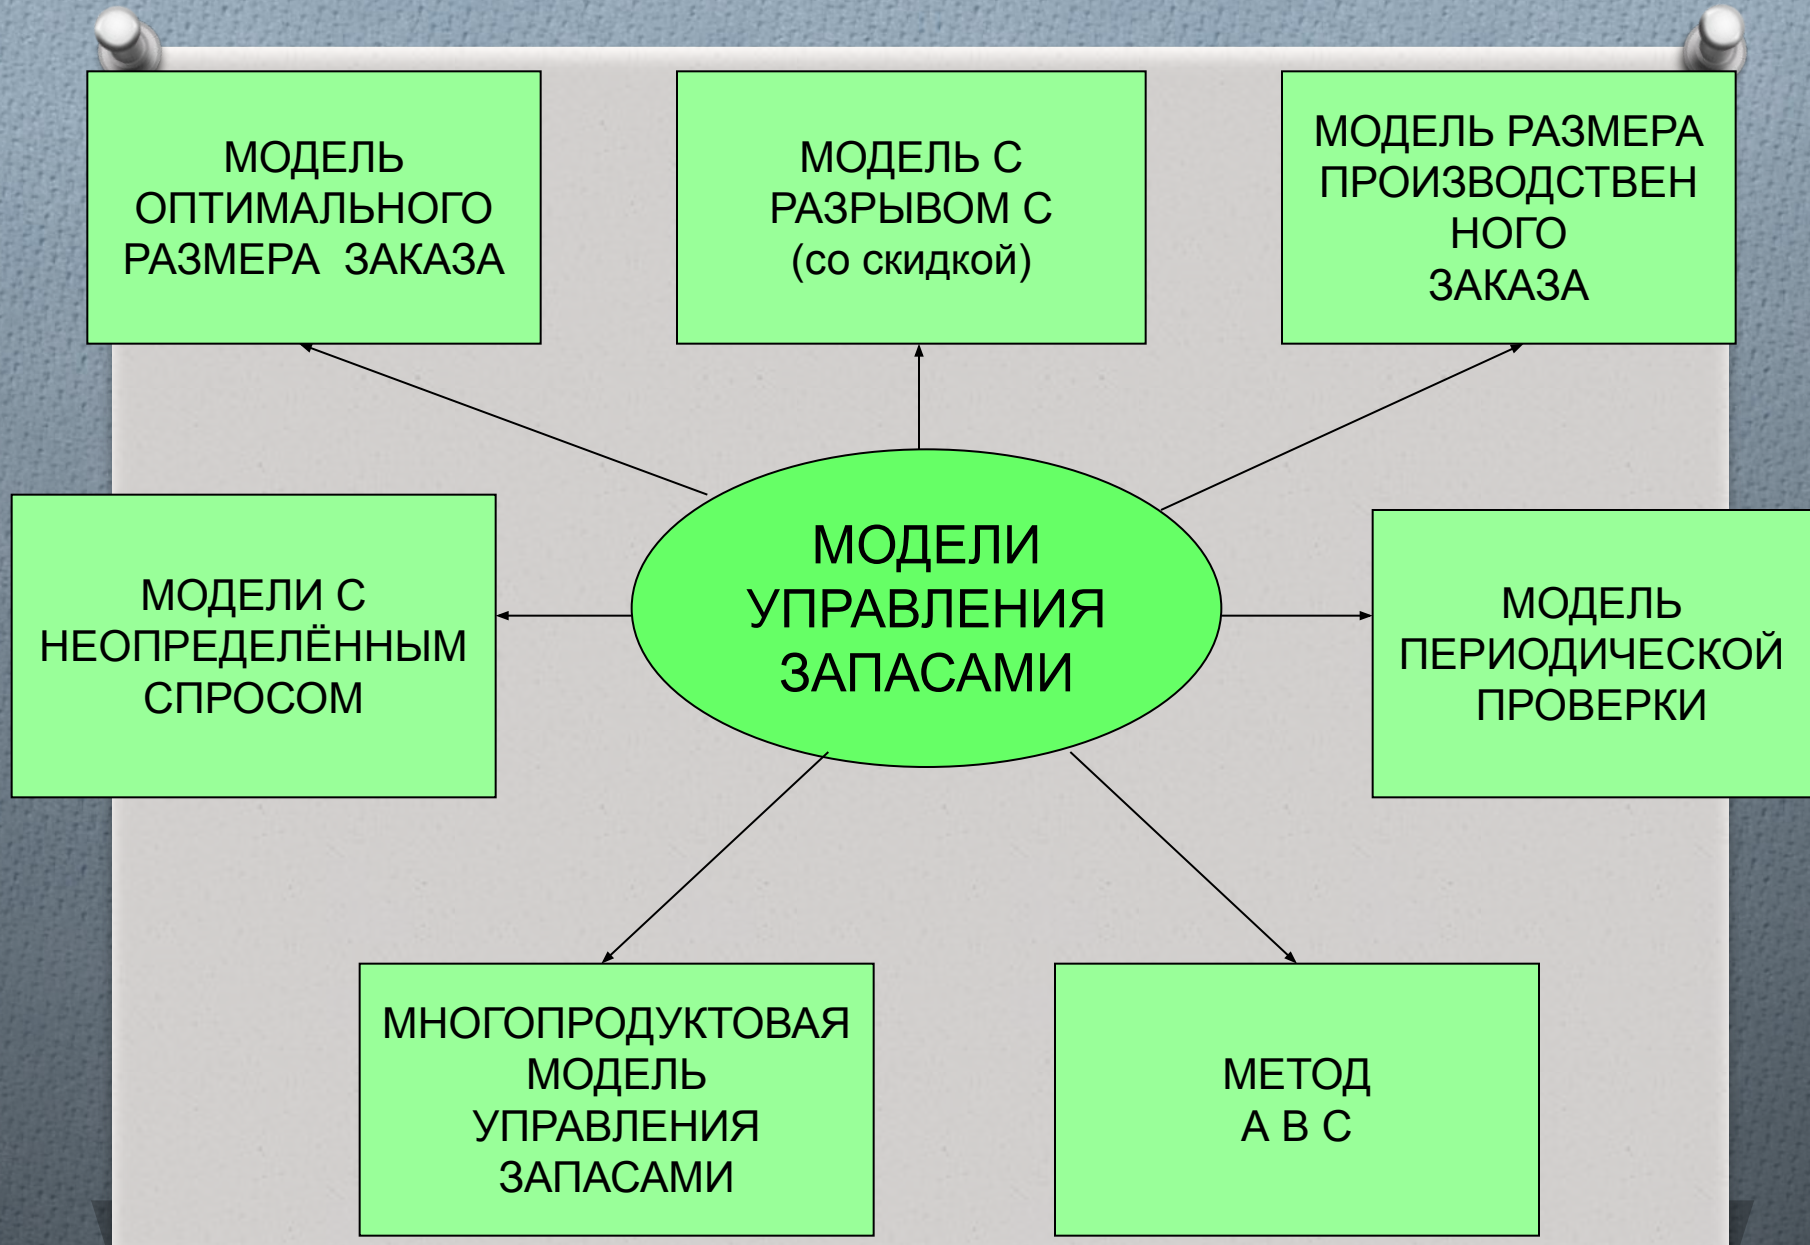 МОДЕЛЬ
ОПТИМАЛЬНОГО
РАЗМЕРА ЗАКАЗА
МОДЕЛЬ С
РАЗРЫВОМ С
(со скидкой)
МОДЕЛЬ РАЗМЕРА
ПРОИЗВОДСТВЕН
НОГО
ЗАКАЗА
МОДЕЛИ С
НЕОПРЕДЕЛЁННЫМ
СПРОСОМ
МОДЕЛИ
УПРАВЛЕНИЯ
ЗАПАСАМИ
МОДЕЛЬ
ПЕРИОДИЧЕСКОЙ
ПРОВЕРКИ
МНОГОПРОДУКТОВАЯ
МОДЕЛЬ
УПРАВЛЕНИЯ
ЗАПАСАМИ
МЕТОД
А В С